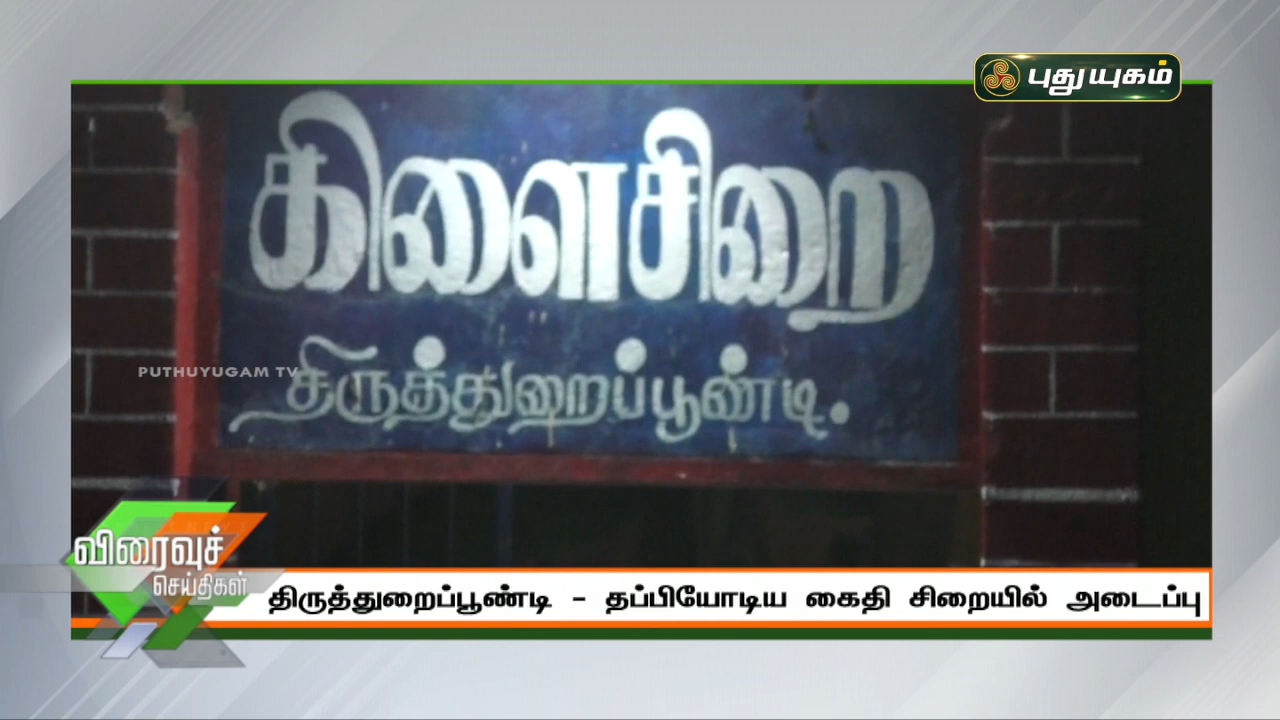 புதுயுகம்
கிளைசிறை
PUTHUYUGAM TV
திருத்துறைப்பூண்டி.
விரைவுச்
செய்திகள்
திருத்துறைப்பூண்டி - தப்பியோடிய கைதி சிறையில் அடைப்பு